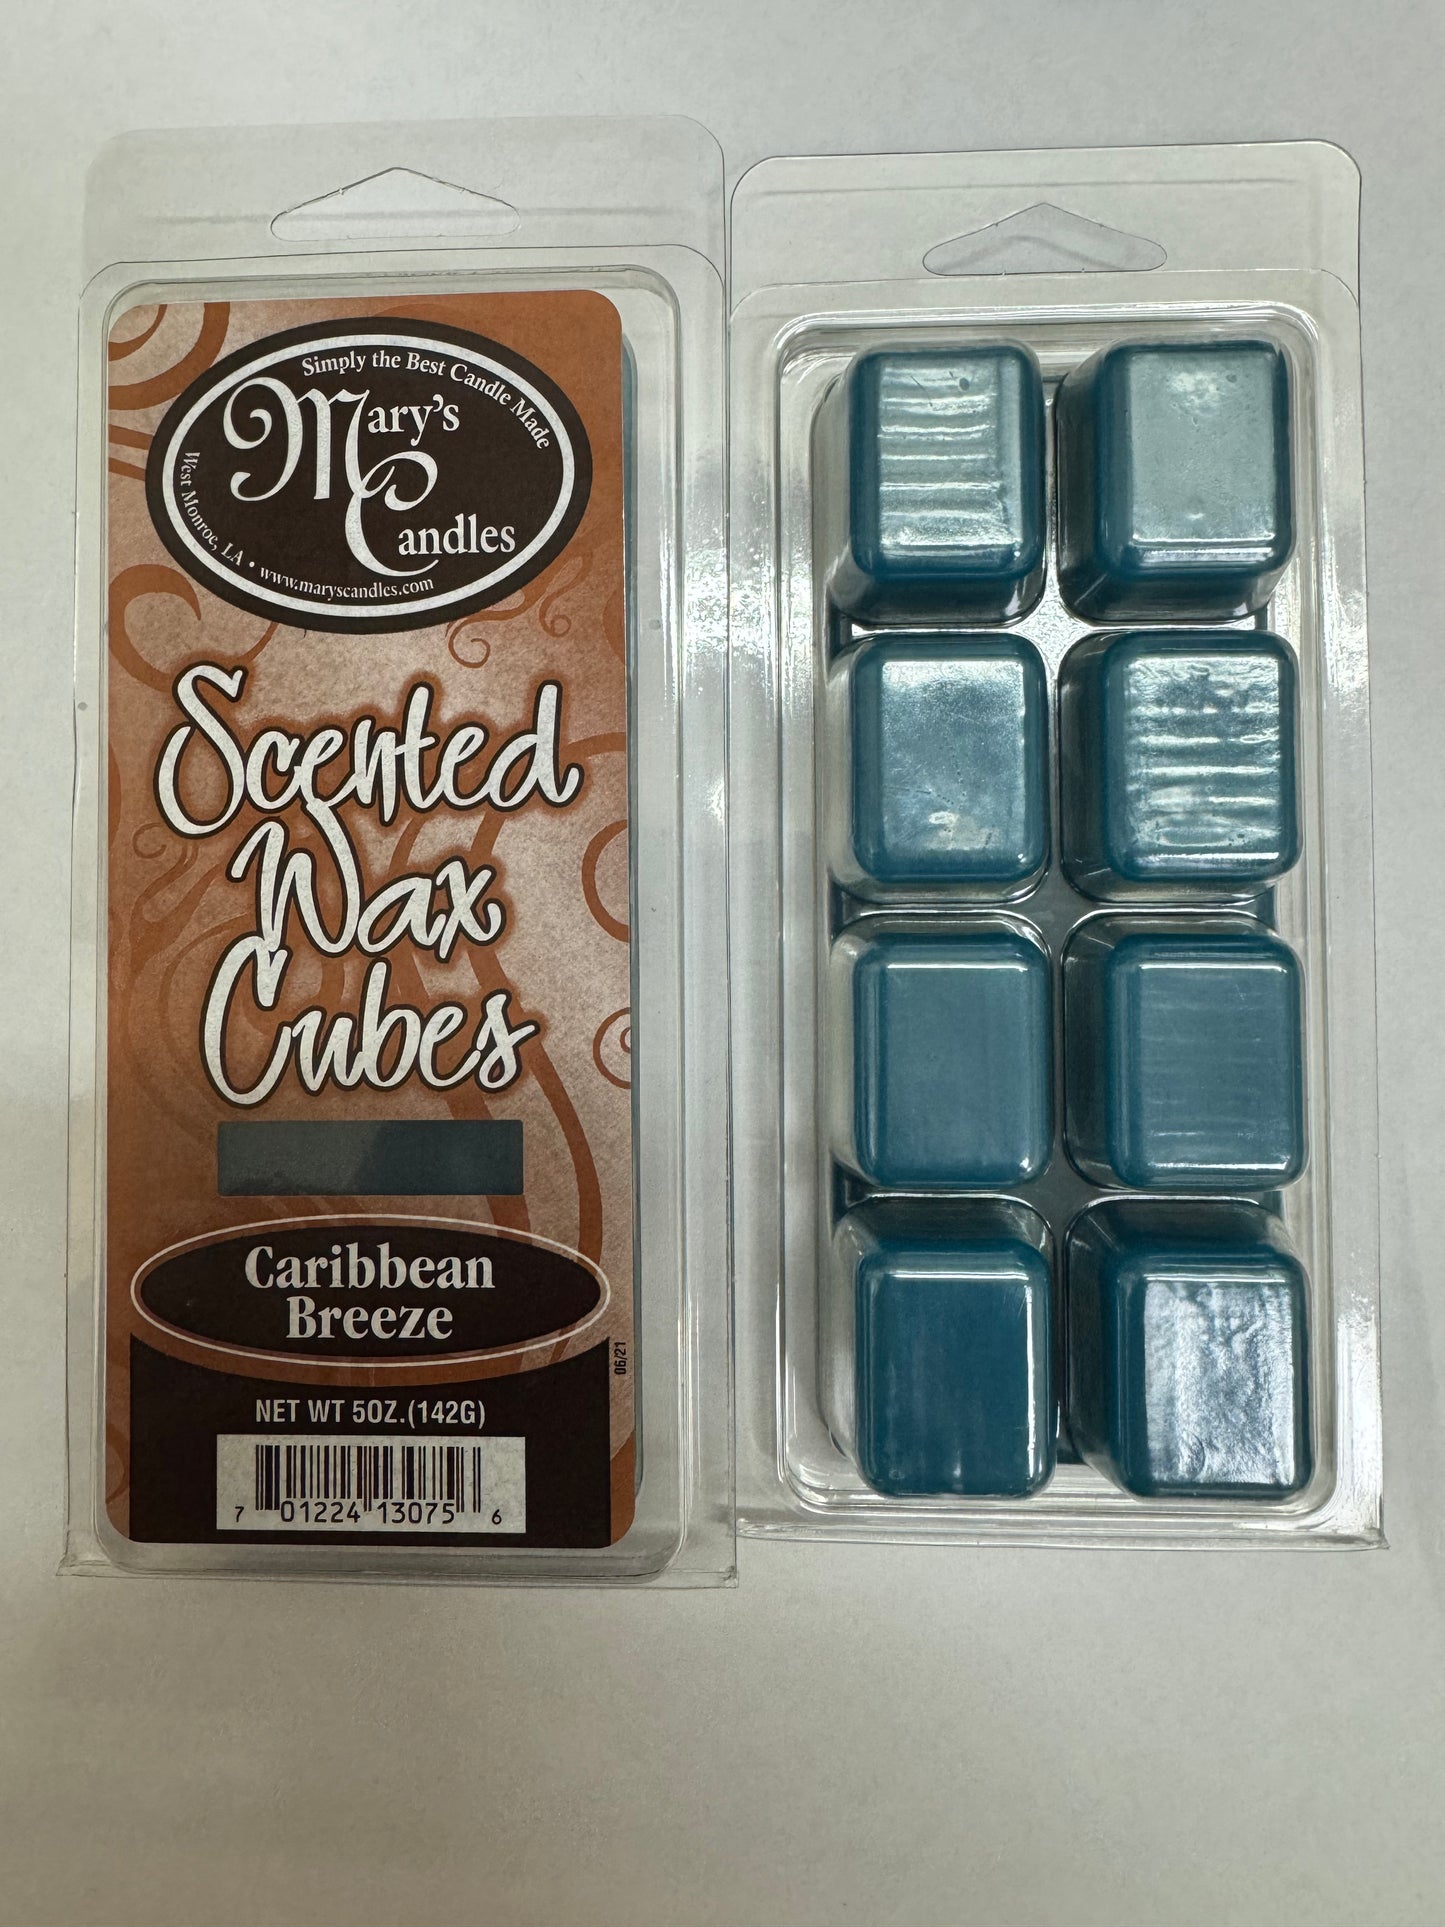 Simply the Best Candle Made
Mary's
Candles
West Monroe, LA • www.maryscandles.com
Scented
Wax
Cubes
Caribbean
Breeze
06/21
NET WT 5OZ.(142G)
7 01224 13075 6